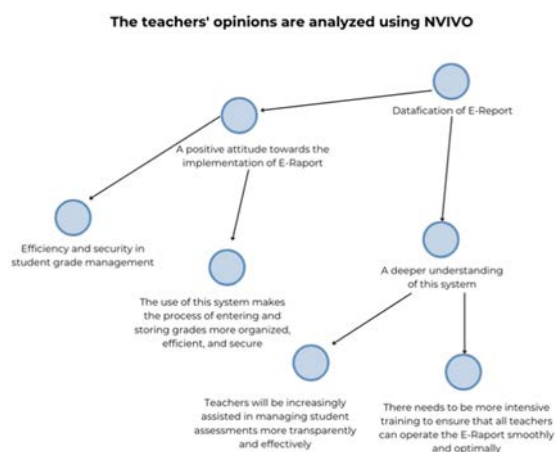 The teachers' opinions are analyzed using NVIVO
Datafication of E-Report
A positive attitude towards the
implementation of E-Raport
Efficiency and security in
student grade management
The use of this system makes
the process of entering and
storing grades more organized,
efficient, and secure
A deeper understanding
of this system
Teachers will be increasingly
assisted in managing student
assessments more transparently
and effectively
There needs to be more intensive
training to ensure that all teachers
can operate the E-Raport smoothly
and optimally